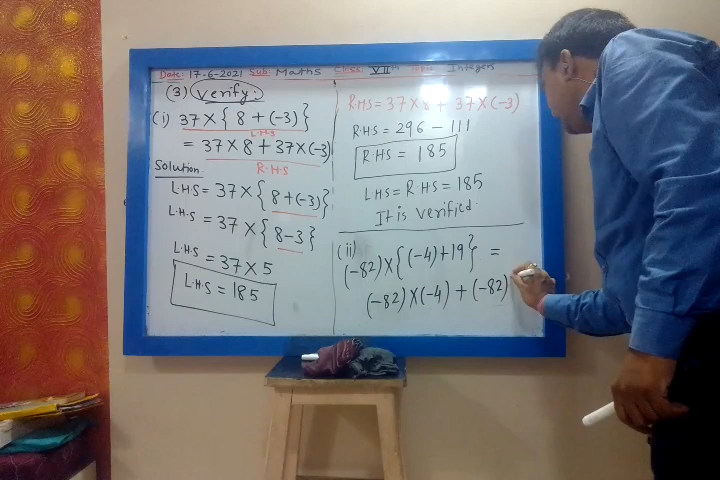 Date: 17-6-2021 Sub: Maths Class: VIIth Topic Integers
(3) Verify:
(i) 37 × { 8 + (-3) }
L.H.S
= 37 × 8 + 37 × (-3)
R.H.S
Solution
L.H.S = 37 × { 8 + (-3) }
L.H.S = 37 × { 8 - 3 }
L.H.S = 37 × 5
L.H.S = 185
R.H.S = 37 × 8 + 37 × (-3)
R.H.S = 296 - 111
R.H.S = 185
L.H.S = R.H.S = 185
It is verified.
(ii)
(-82) × { (-4) + 19 } =
(-82) × (-4) + (-82)